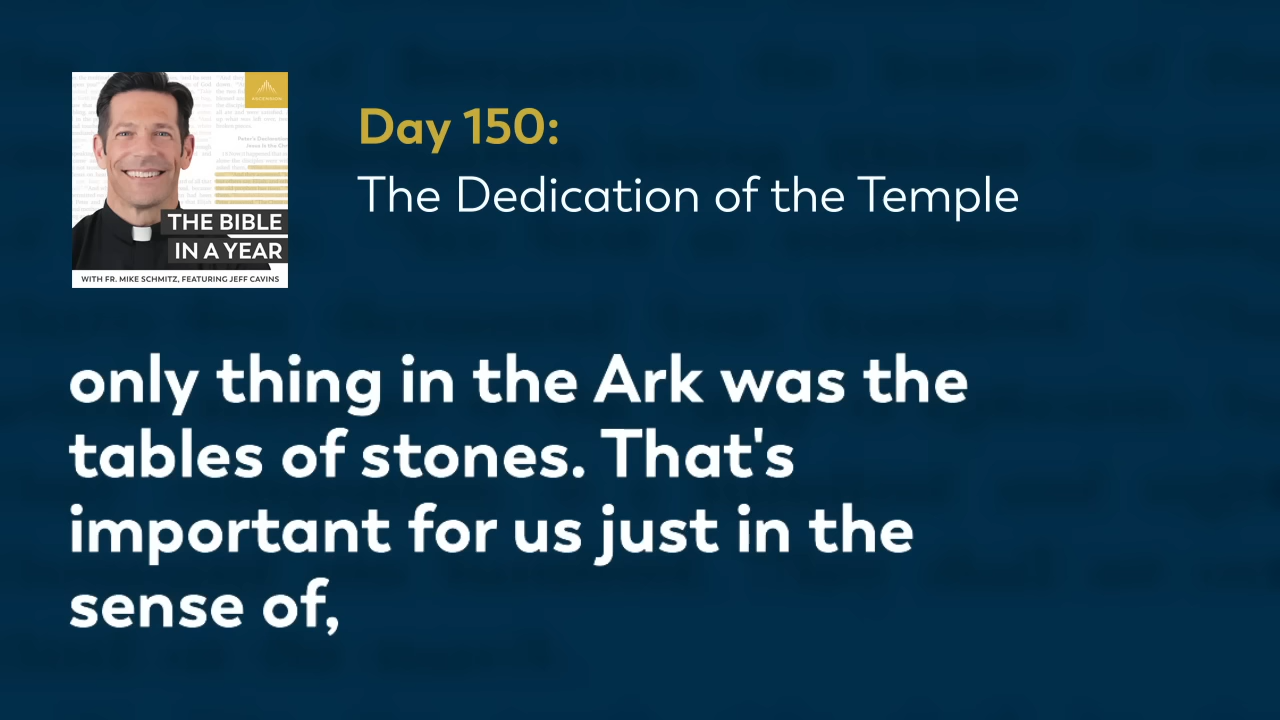 ASCENSION
THE BIBLE
IN A YEAR
WITH FR. MIKE SCHMITZ, FEATURING JEFF CAVINS
Day 150:
The Dedication of the Temple
only thing in the Ark was the
tables of stones. That's
important for us just in the
sense of,